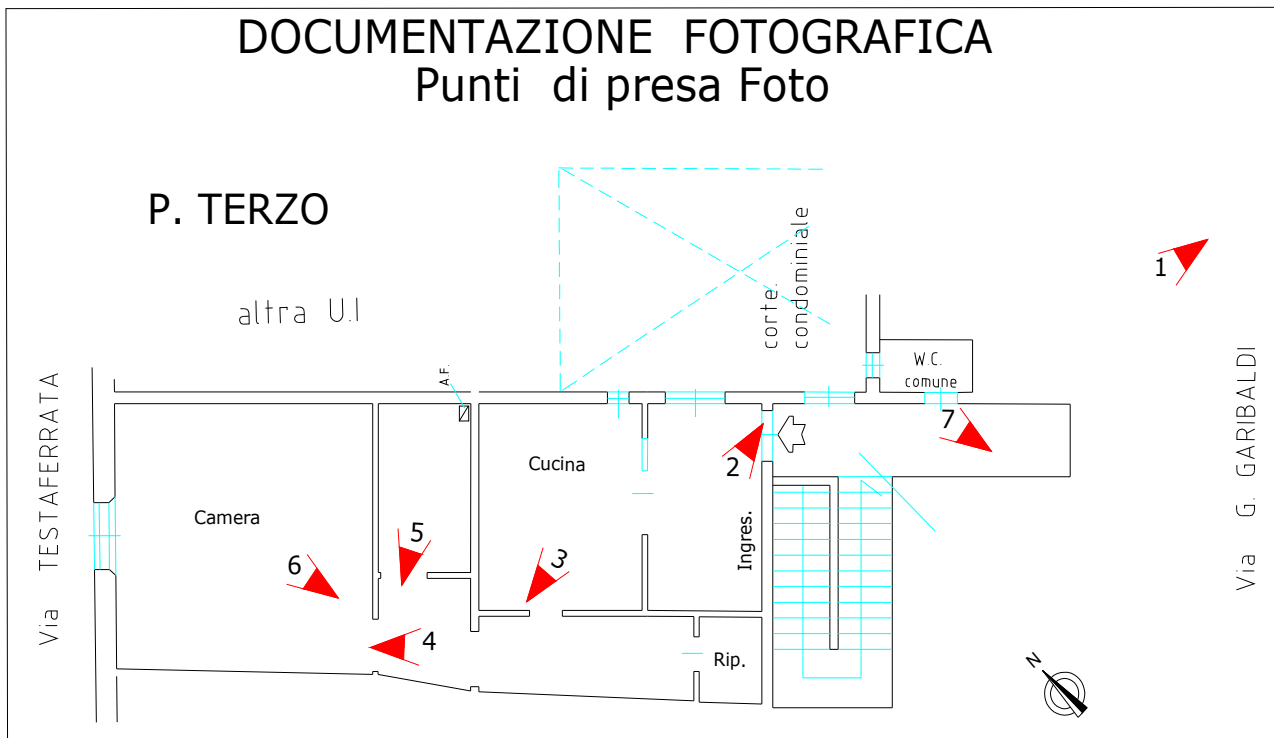 DOCUMENTAZIONE FOTOGRAFICA
Punti di presa Foto
P. TERZO
altra U.I
corte.
condominiale
1
W.C.
comune
A.F.
Via TESTAFERRATA
Via G. GARIBALDI
7
2
Cucina
Camera
Ingres.
5
3
6
4
Rip.
N